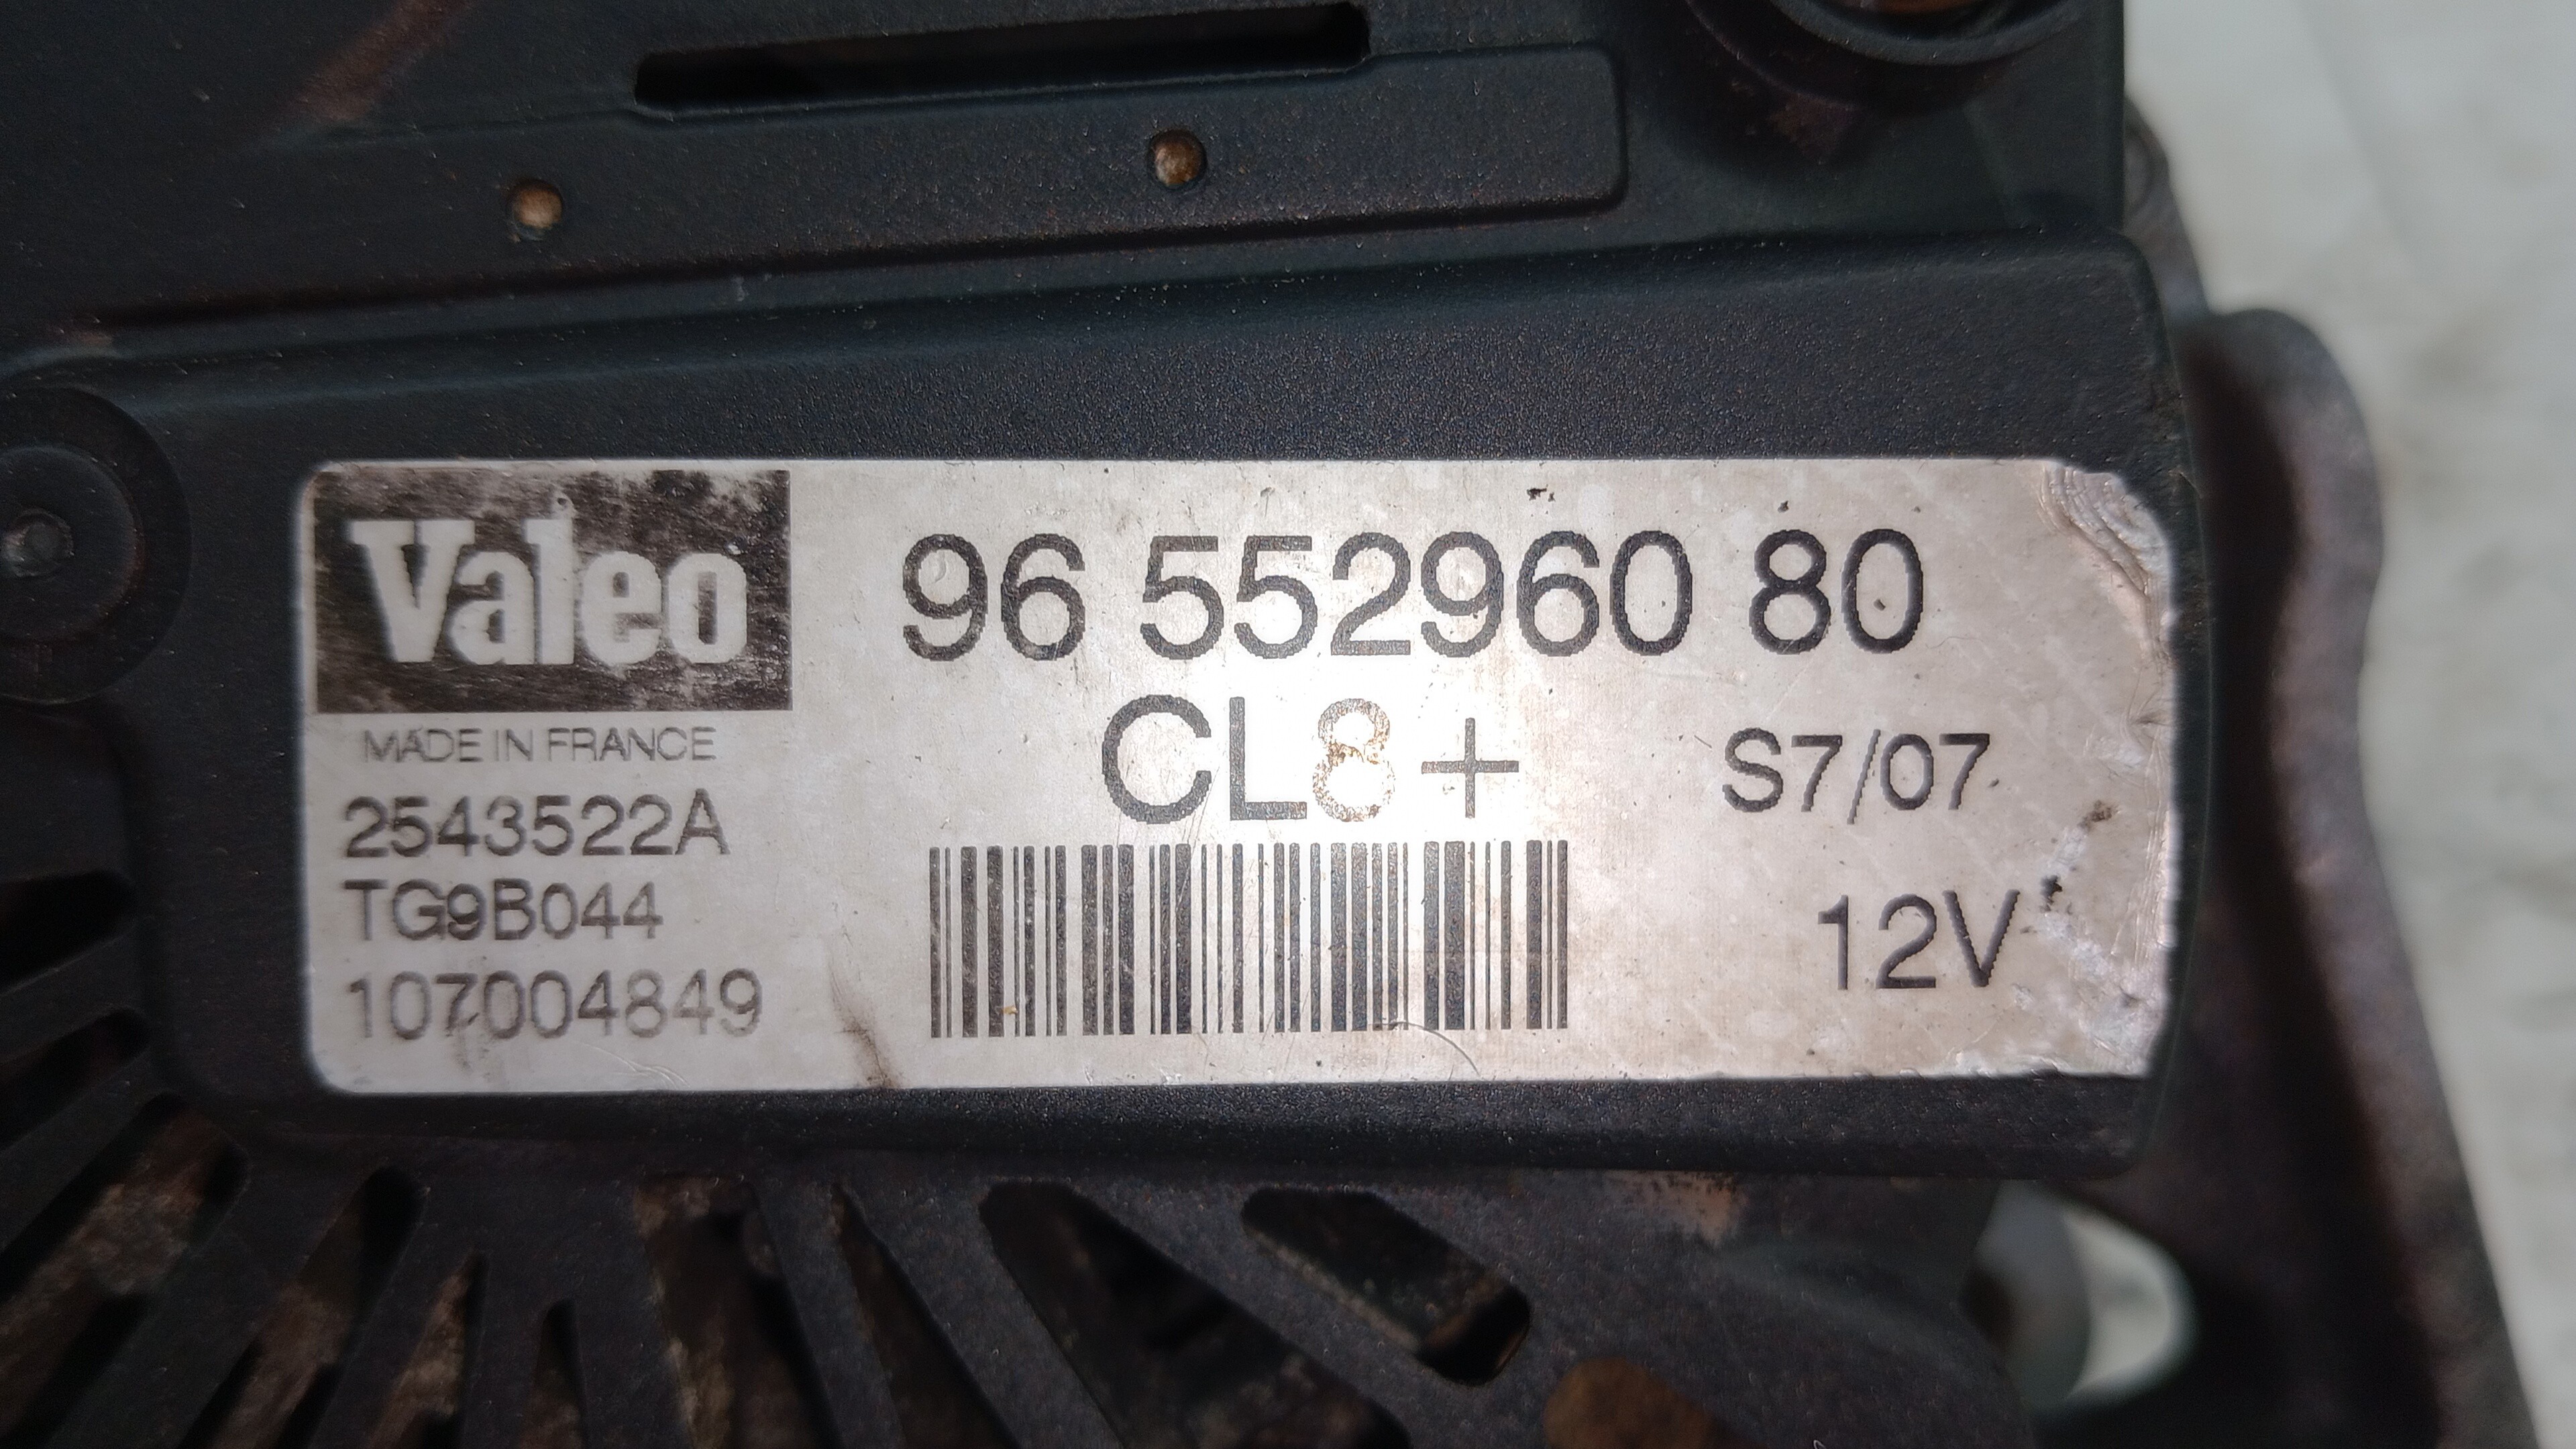 Valeo
MADE IN FRANCE
2543522A
TG9B044
107004849
96 552960 80
CL8+
S7/07
12V